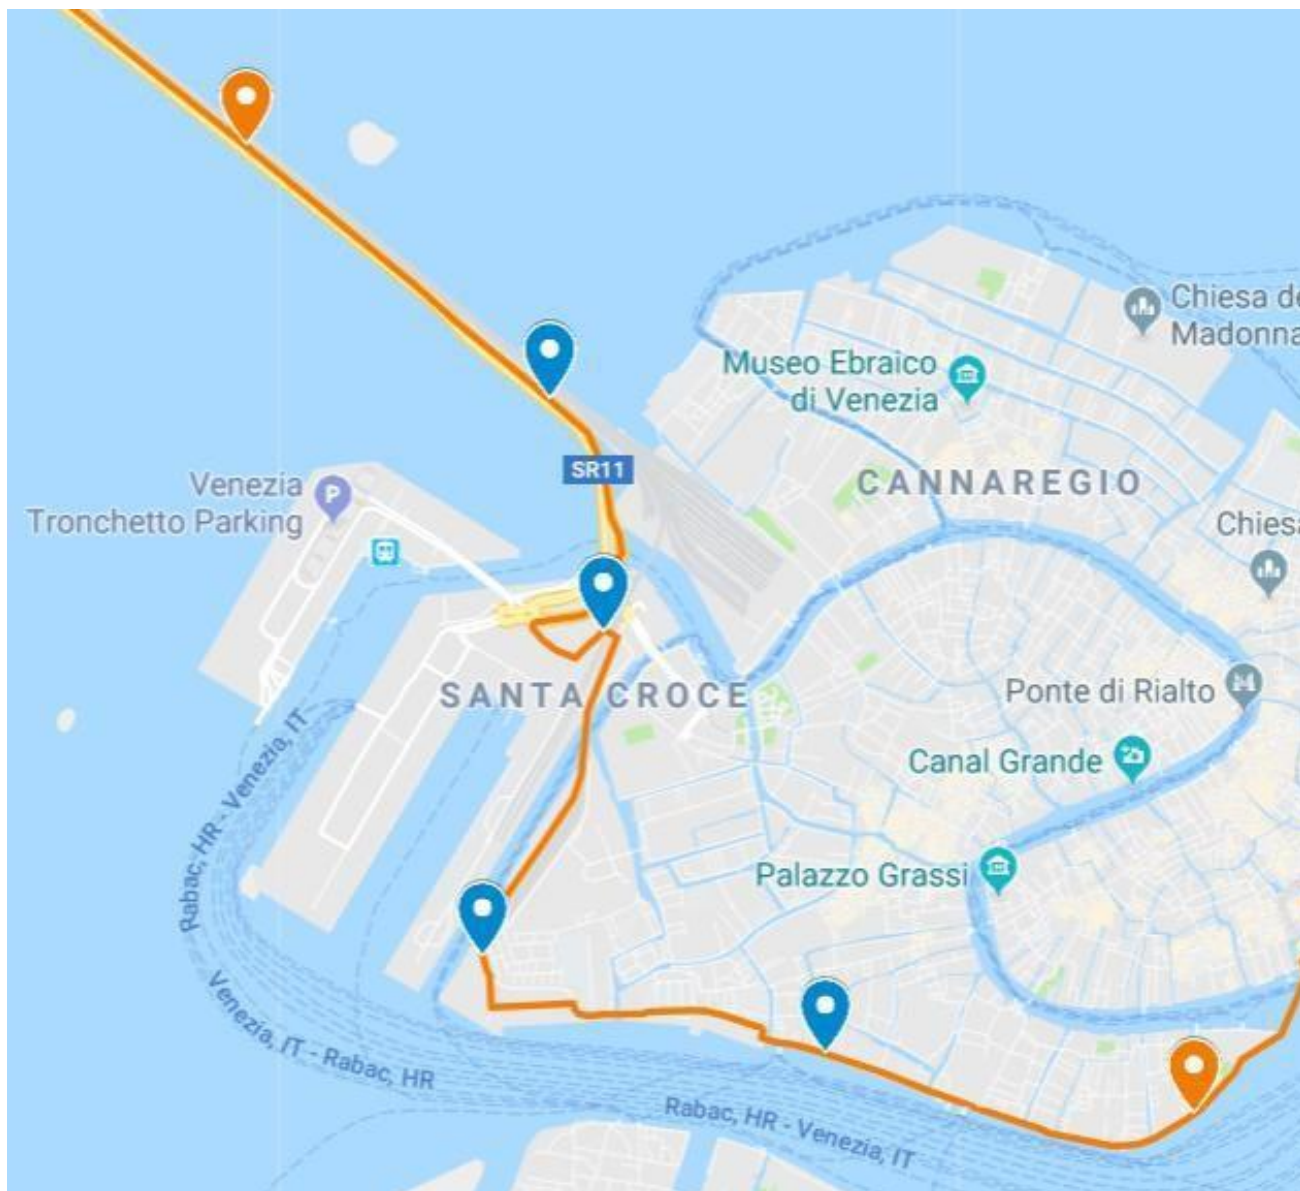 Chiesa de
Madonna
Museo Ebraico
di Venezia
SR11
CANNAREGIO
Venezia
P
Tronchetto Parking
Chiesa
SANTA CROCE
Ponte di Rialto
Canal Grande
Rabac, HR - Venezia, IT
Palazzo Grassi
Venezia, IT - Rabac, HR
Rabac, HR - Venezia, IT